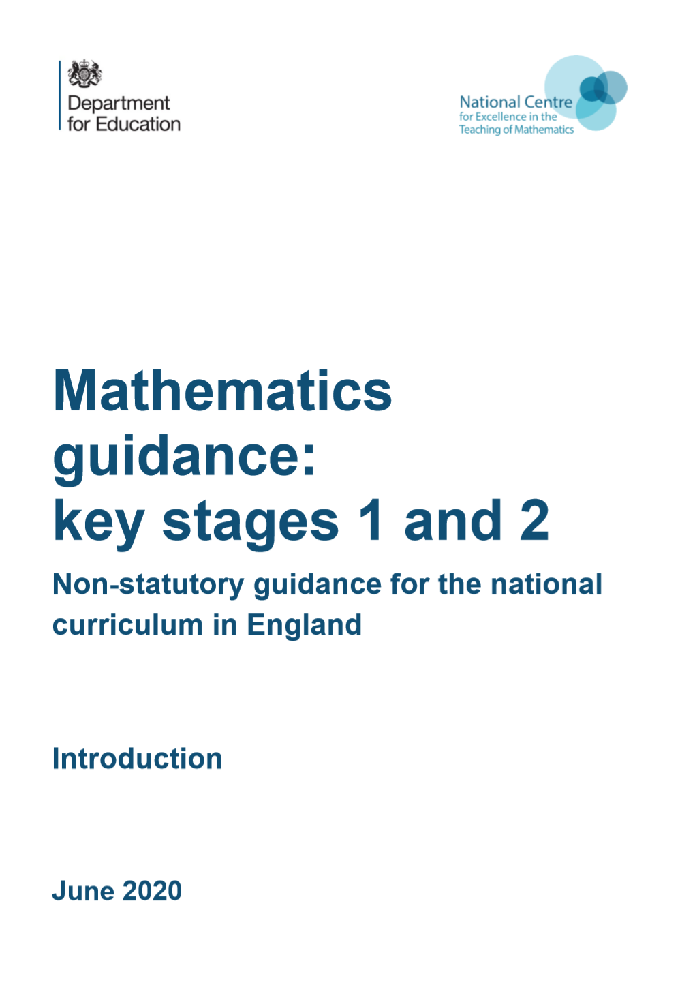 Department
for Education
National Centre
for Excellence in the
Teaching of Mathematics
Mathematics
guidance:
key stages 1 and 2
Non-statutory guidance for the national
curriculum in England
Introduction
June 2020